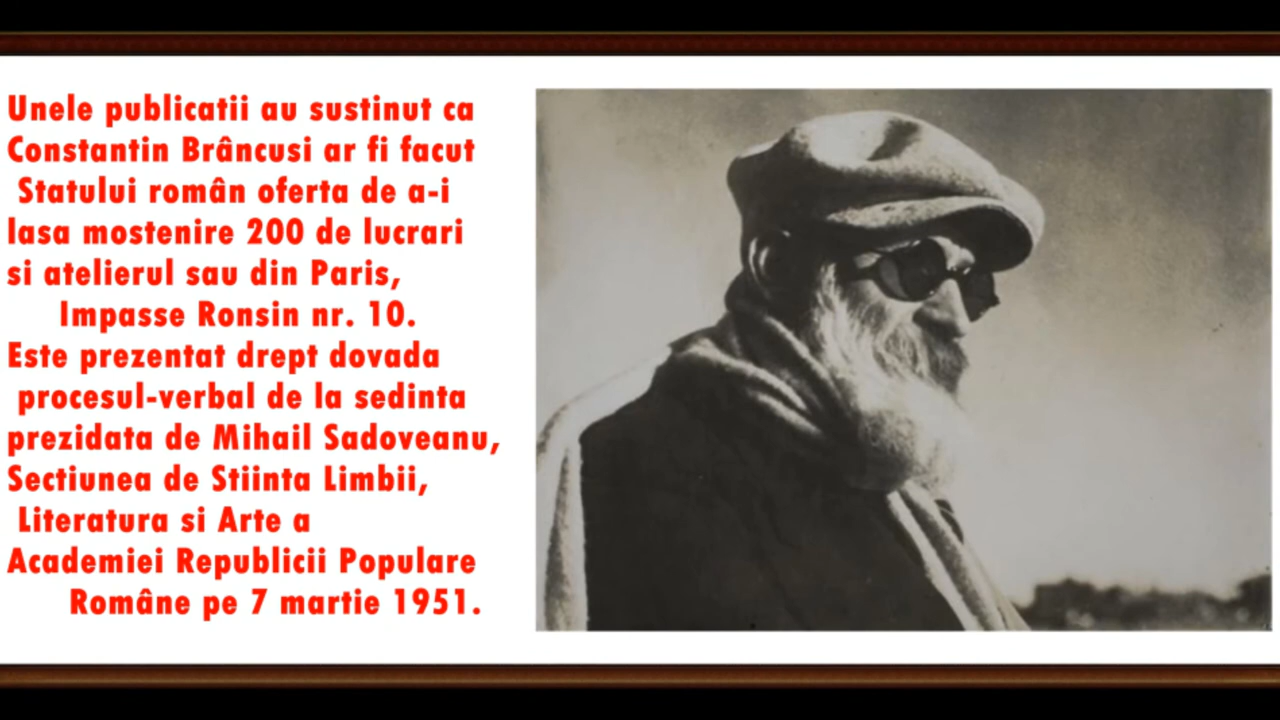 Unele publicatii au sustinut ca
Constantin Brâncusi ar fi facut
Statului român oferta de a-i
lasa mostenire 200 de lucrari
si atelierul sau din Paris,
Impasse Ronsin nr. 10.
Este prezentat drept dovada
procesul-verbal de la sedinta
prezidata de Mihail Sadoveanu,
Sectiunea de Stiinta Limbii,
Literatura si Arte a
Academiei Republicii Populare
Române pe 7 martie 1951.